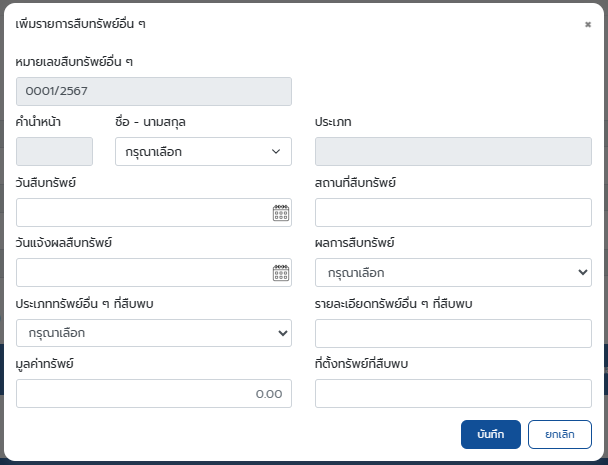 เพิ่มรายการสืบทรัพย์อื่น ๆ
×
หมายเลขสืบทรัพย์อื่น ๆ
0001/2567
คำนำหน้า ชื่อ - นามสกุล ประเภท
กรุณาเลือก
วันสืบทรัพย์ สถานที่สืบทรัพย์
วันแจ้งผลสืบทรัพย์ ผลการสืบทรัพย์
กรุณาเลือก
ประเภททรัพย์อื่น ๆ ที่สืบพบ รายละเอียดทรัพย์อื่น ๆ ที่สืบพบ
กรุณาเลือก
มูลค่าทรัพย์ ที่ตั้งทรัพย์ที่สืบพบ
0.00
บันทึก ยกเลิก